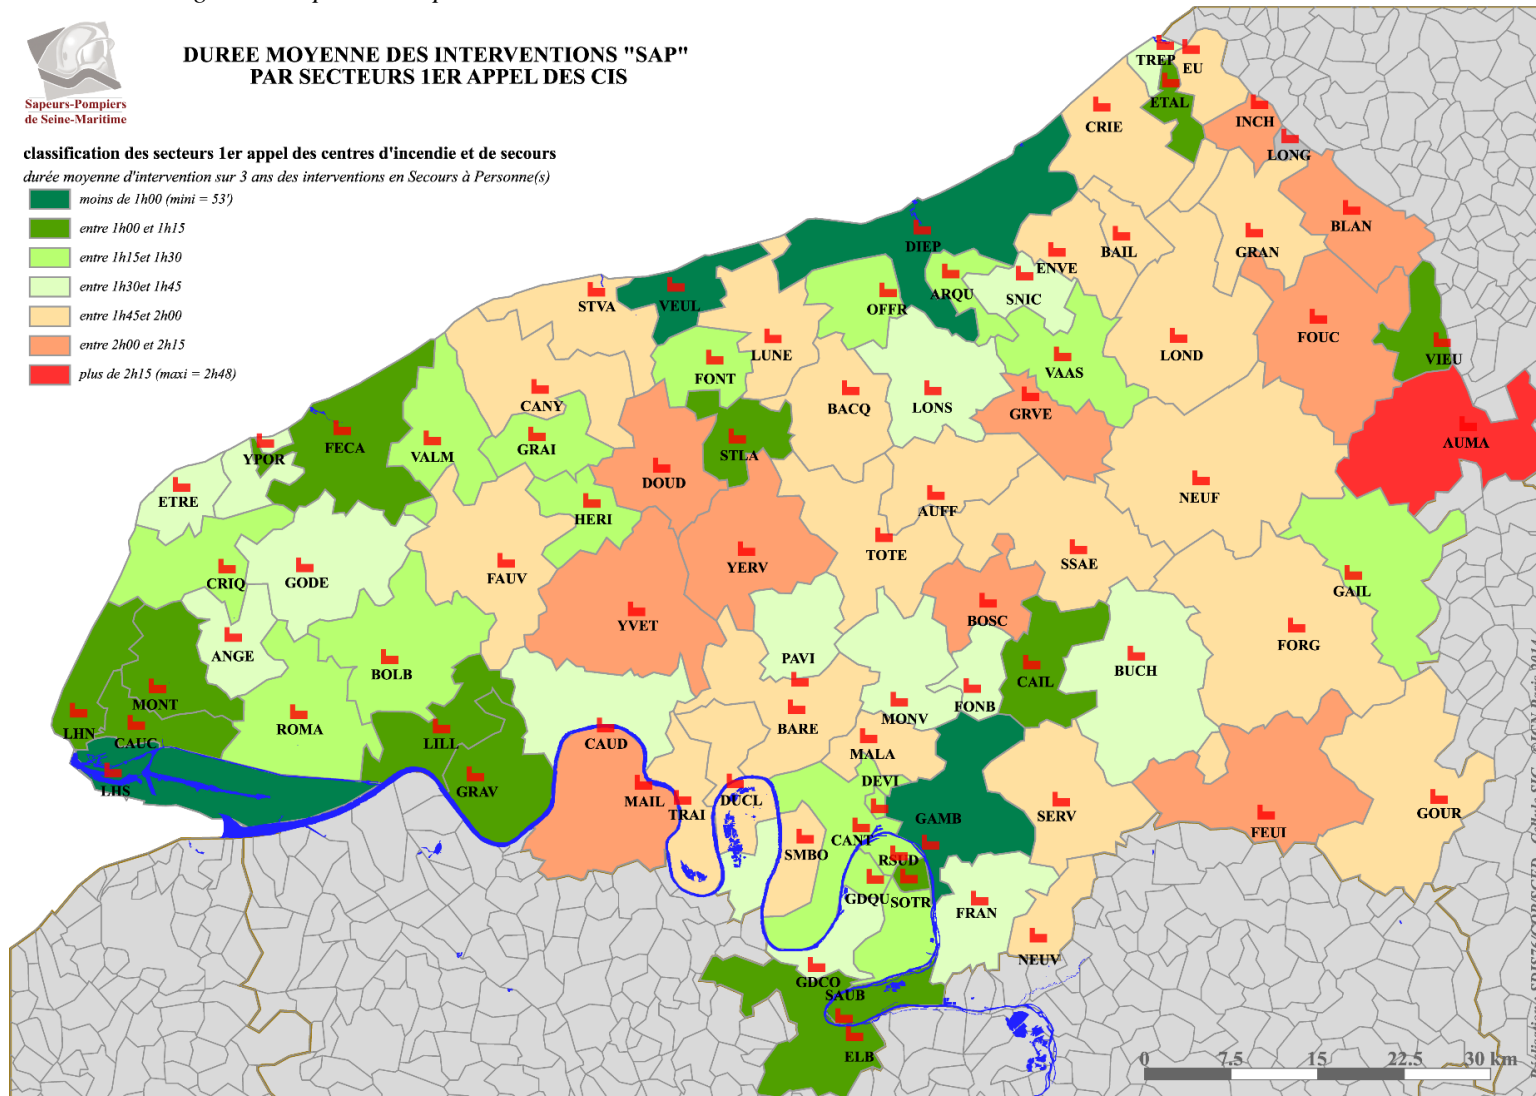 DUREE MOYENNE DES INTERVENTIONS "SAP"
PAR SECTEURS 1ER APPEL DES CIS
Sapeurs-Pompiers
de Seine-Maritime
classification des secteurs 1er appel des centres d'incendie et de secours
durée moyenne d'intervention sur 3 ans des interventions en Secours à Personne(s)
moins de 1h00 (mini = 53')
entre 1h00 et 1h15
entre 1h15et 1h30
entre 1h30et 1h45
entre 1h45et 2h00
entre 2h00 et 2h15
plus de 2h15 (maxi = 2h48)
TREP
EU
ETAL
CRIE
INCH
LONG
BLAN
DIEP
BAIL
GRAN
ENVE
ARQU
SNIC
STVA
VEUL
OFFR
FOUC
LOND
VIEU
LUNE
FONT
VAAS
CANY
BACQ
LONS
GRVE
AUMA
FECA
YPOR
VALM
GRAI
STLA
DOUD
ETRE
NEUF
AUFF
HERI
TOTE
SSAE
YERV
CRIQ
GODE
FAUV
GAIL
YVET
BOSC
FORG
ANGE
PAVI
BOLB
CAIL
BUCH
MONT
FONB
MONV
BARE
ROMA
LHN
CAUC
LILL
CAUD
MALA
DEVI
LHS
GRAV
MAIL
TRAI
DUCL
GAMB
SERV
GOUR
FEUI
CANT
SMBO
RSUD
GDQU
SOTR
FRAN
NEUV
GDCO
SAUB
ELB
0 7.5 15 22.5 30 km